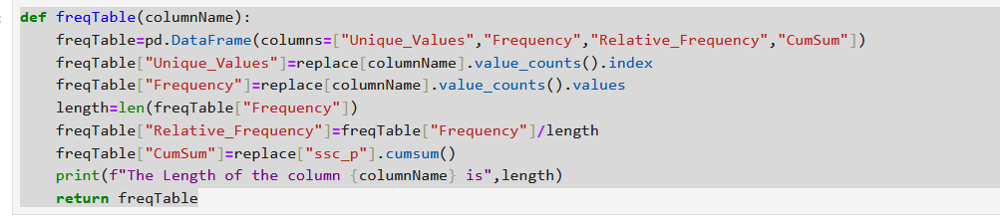 def freqTable(columnName):
    freqTable=pd.DataFrame(columns=["Unique_Values","Frequency","Relative_Frequency","CumSum"])
    freqTable["Unique_Values"]=replace[columnName].value_counts().index
    freqTable["Frequency"]=replace[columnName].value_counts().values
    length=len(freqTable["Frequency"])
    freqTable["Relative_Frequency"]=freqTable["Frequency"]/length
    freqTable["CumSum"]=replace["ssc_p"].cumsum()
    print(f"The Length of the column {columnName} is",length)
    return freqTable